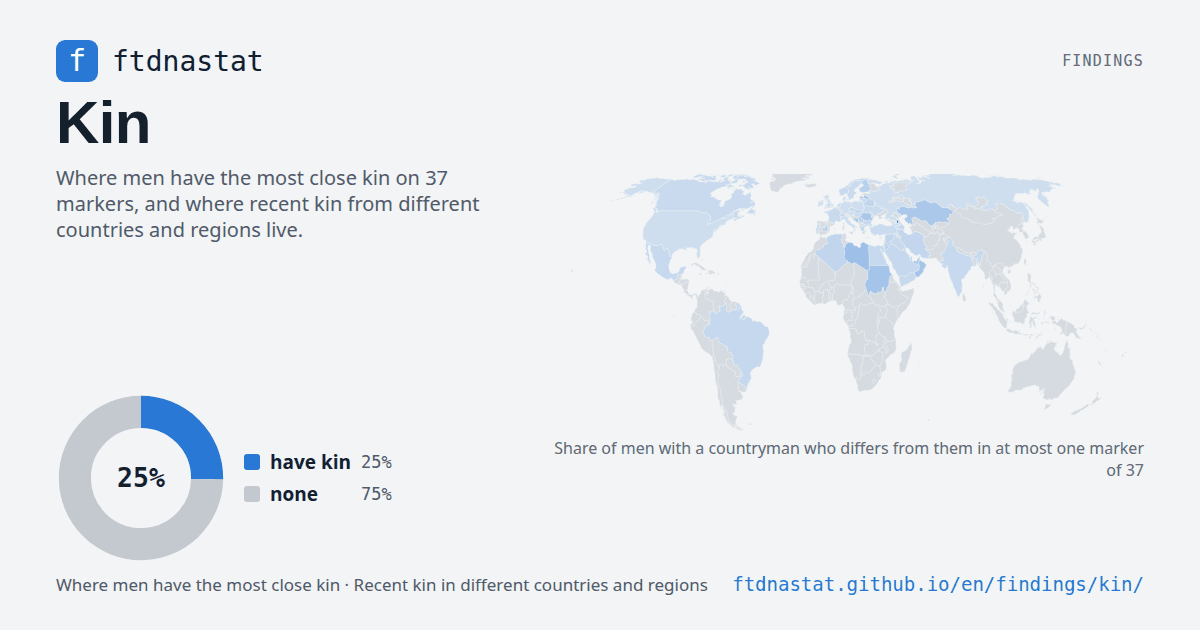 f ftdnastat
FINDINGS
Kin
Where men have the most close kin on 37
markers, and where recent kin from different
countries and regions live.
25%
have kin 25%
none 75%
Share of men with a countryman who differs from them in at most one marker
of 37
Where men have the most close kin · Recent kin in different countries and regions
ftdnastat.github.io/en/findings/kin/